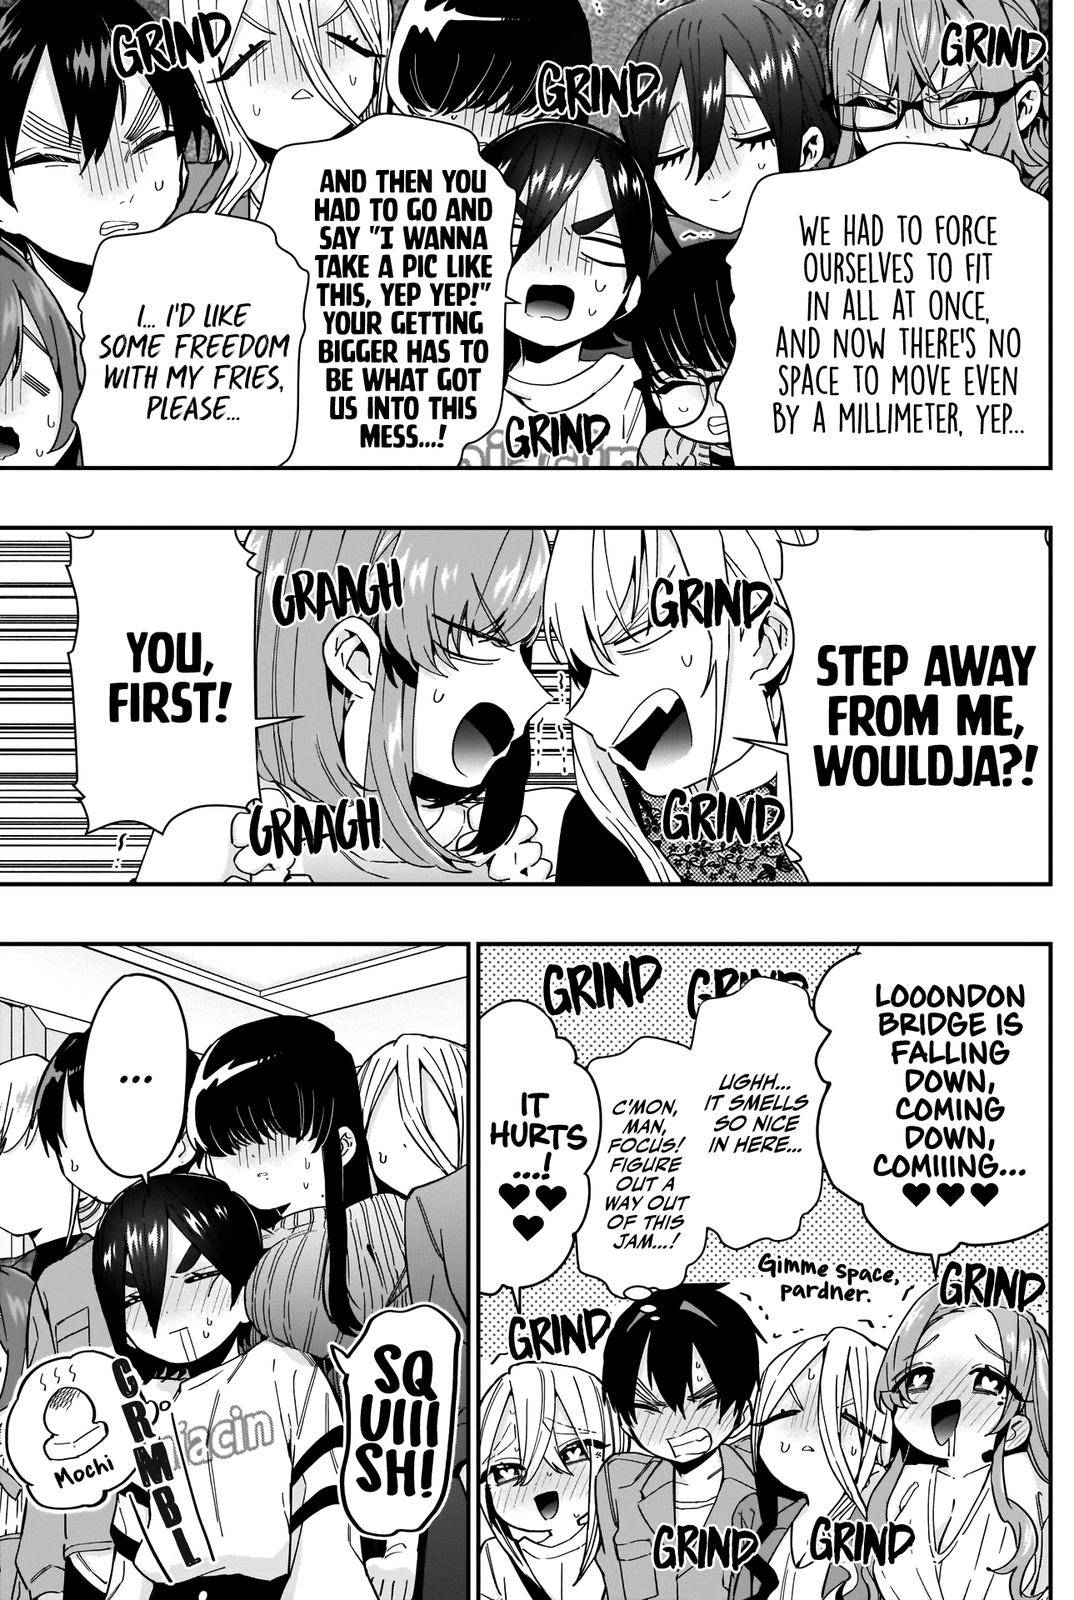 GRIND
GRIND
GRIND
WE HAD TO FORCE
OURSELVES TO FIT
IN ALL AT ONCE,
AND NOW THERE'S NO
SPACE TO MOVE EVEN
BY A MILLIMETER, YEP...
AND THEN YOU
HAD TO GO AND
SAY "I WANNA
TAKE A PIC LIKE
THIS, YEP YEP!"
YOUR GETTING
BIGGER HAS TO
BE WHAT GOT
US INTO THIS
MESS...!
I... I'D LIKE
SOME FREEDOM
WITH MY FRIES,
PLEASE...
GRIND
STEP AWAY
FROM ME,
WOULDJA?!
GRIND
GRAAGH
YOU,
FIRST!
GRIND
GRAAGH
LOOONDON
BRIDGE IS
FALLING
DOWN,
COMING
DOWN,
COMIIING...
♥♥♥
GRIND
GRIND
UGHH...
IT SMELLS
SO NICE
IN HERE...
C'MON,
MAN,
FOCUS!
FIGURE
OUT A
WAY OUT
OF THIS
JAM...!
IT
HURTS
...!
♥♥
♥
Gimme space,
pardner.
GRIND
GRIND
GRIND
GRIND
...
SQ
UIII
SH!
CRMBL
acin
Mochi